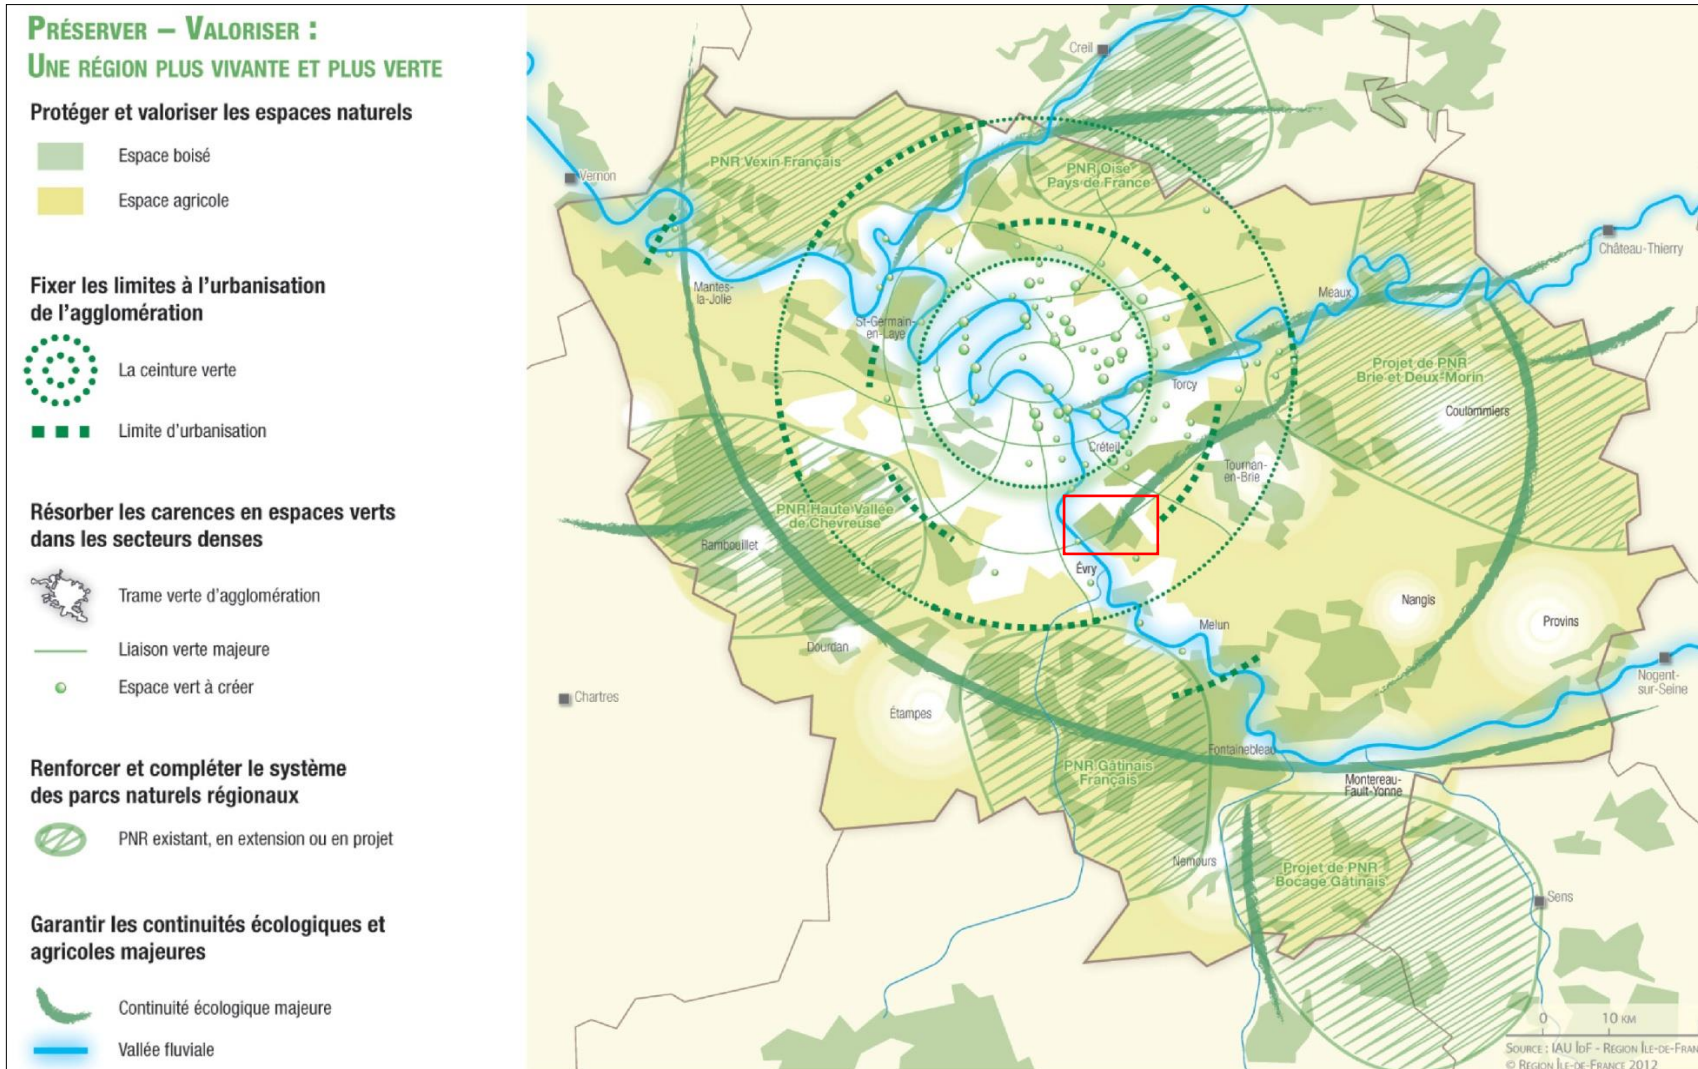 PRÉSERVER – VALORISER :
UNE RÉGION PLUS VIVANTE ET PLUS VERTE
Protéger et valoriser les espaces naturels
Espace boisé
Espace agricole
Fixer les limites à l'urbanisation
de l'agglomération
La ceinture verte
Limite d'urbanisation
Résorber les carences en espaces verts
dans les secteurs denses
Trame verte d'agglomération
Liaison verte majeure
Espace vert à créer
Renforcer et compléter le système
des parcs naturels régionaux
PNR existant, en extension ou en projet
Garantir les continuités écologiques et
agricoles majeures
Continuité écologique majeure
Vallée fluviale
Creil
PNR Vexin Français
PNR Oise
Pays de France
Vernon
Château-Thierry
Mantes-
la-Jolie
Meaux
St-Germain-
en-Laye
Projet de PNR
Brie et Deux-Morin
Torcy
Coulommiers
Créteil
Tournan-
en-Brie
PNR Haute Vallée
de Chevreuse
Rambouillet
Évry
Nangis
Provins
Melun
Dourdan
Chartres
Nogent-
sur-Seine
Étampes
Fontainebleau
PNR Gâtinais
Français
Montereau-
Fault-Yonne
Nemours
Projet de PNR
Bocage Gâtinais
Sens
0 10 KM
SOURCE : IAU IDF - RÉGION ÎLE-DE-FRAN
© RÉGION ÎLE-DE-FRANCE 2012